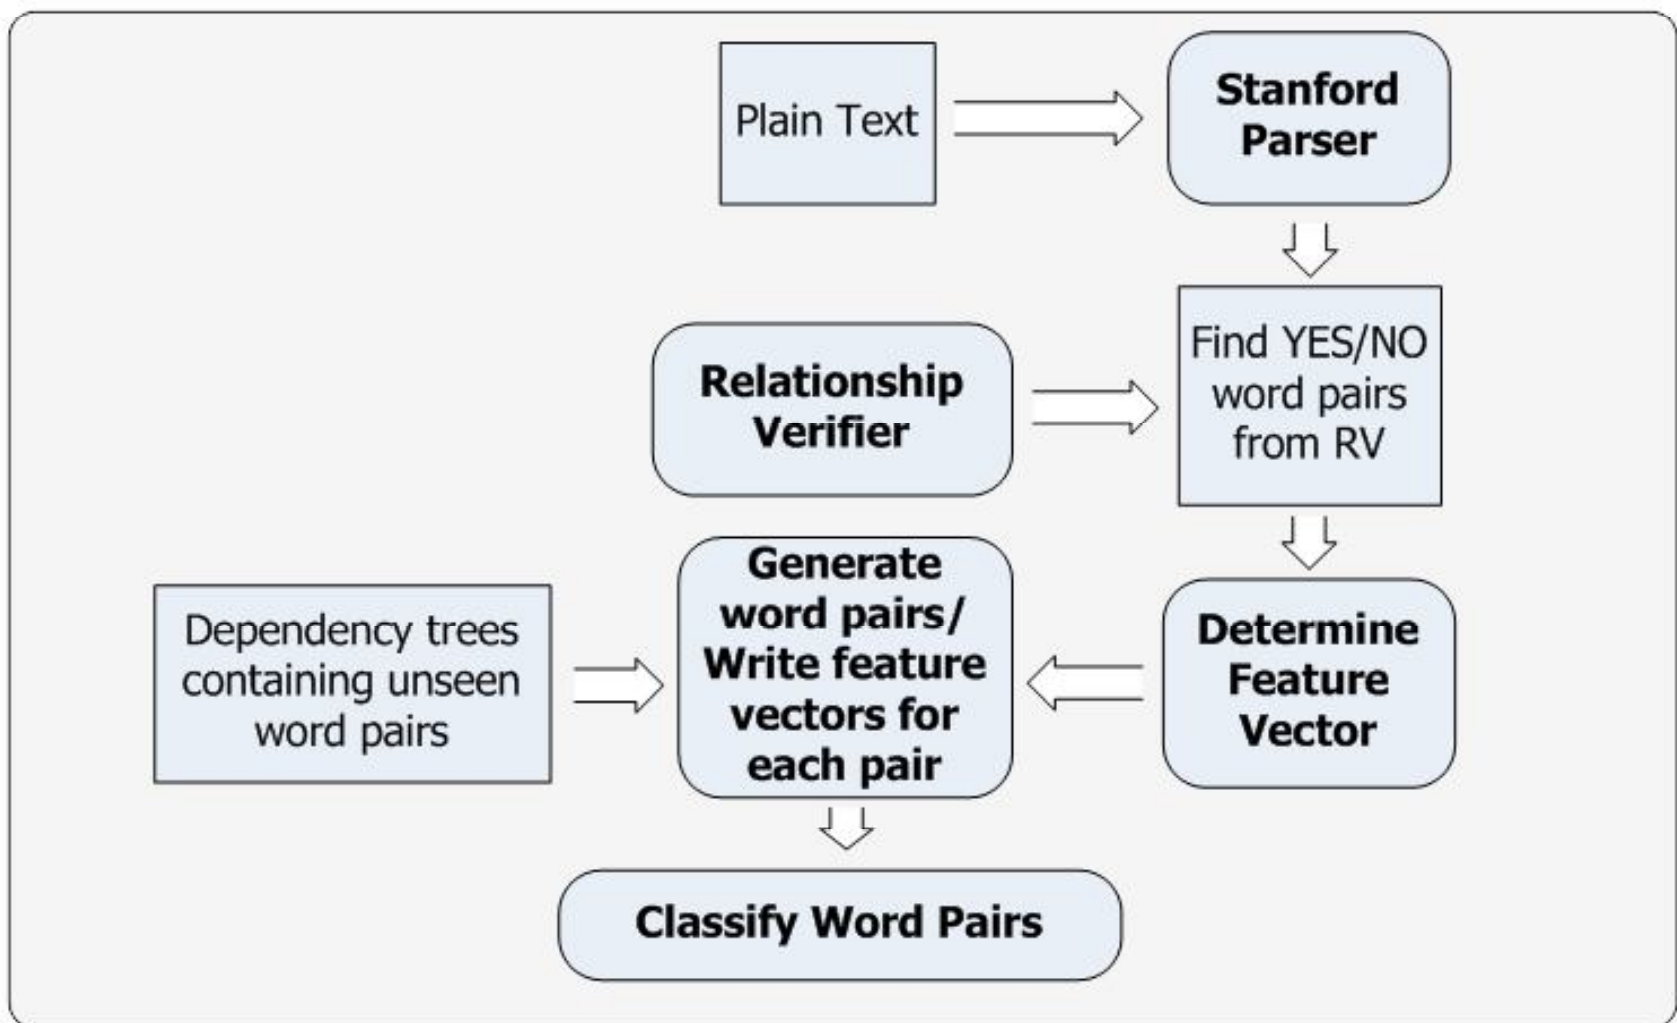 Plain Text
Stanford
Parser
Relationship
Verifier
Find YES/NO
word pairs
from RV
Dependency trees
containing unseen
word pairs
Generate
word pairs/
Write feature
vectors for
each pair
Determine
Feature
Vector
Classify Word Pairs